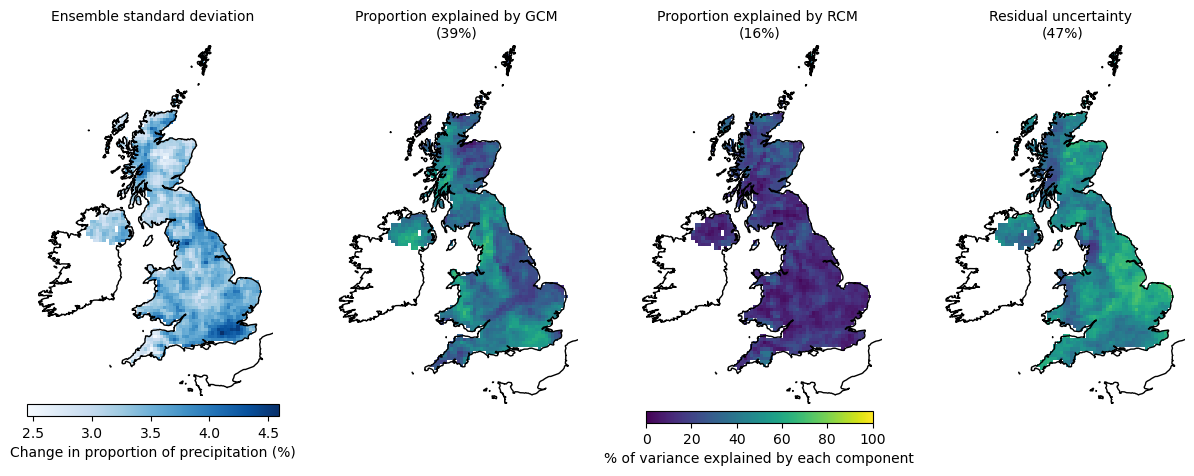 Ensemble standard deviation
Proportion explained by GCM
(39%)
Proportion explained by RCM
(16%)
Residual uncertainty
(47%)
2.5 3.0 3.5 4.0 4.5
Change in proportion of precipitation (%)
0 20 40 60 80 100
% of variance explained by each component